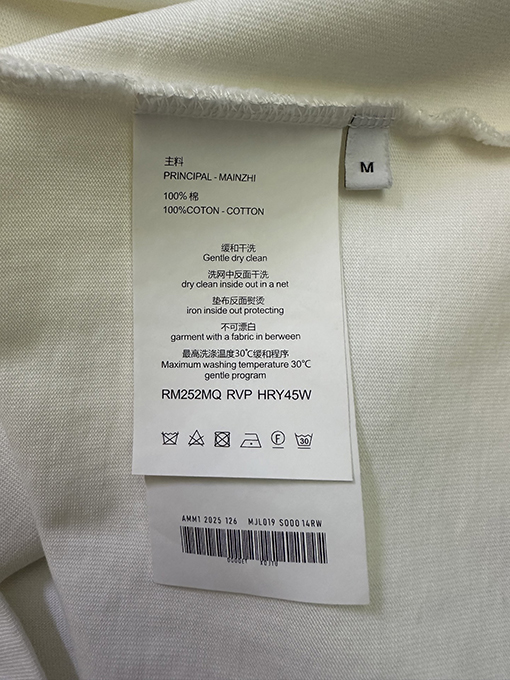 主料
PRINCIPAL - MAINZHI
100% 棉
100%COTON - COTTON
M
缓和干洗
Gentle dry clean
洗网中反面干洗
dry clean inside out in a net
垫布反面熨烫
iron inside out protecting
不可漂白
garment with a fabric in berween
最高洗涤温度30℃缓和程序
Maximum washing temperature 30℃
gentle program
RM252MQ RVP HRY45W
F
30
AMM1 2025 126 MJL019 S000 14RW